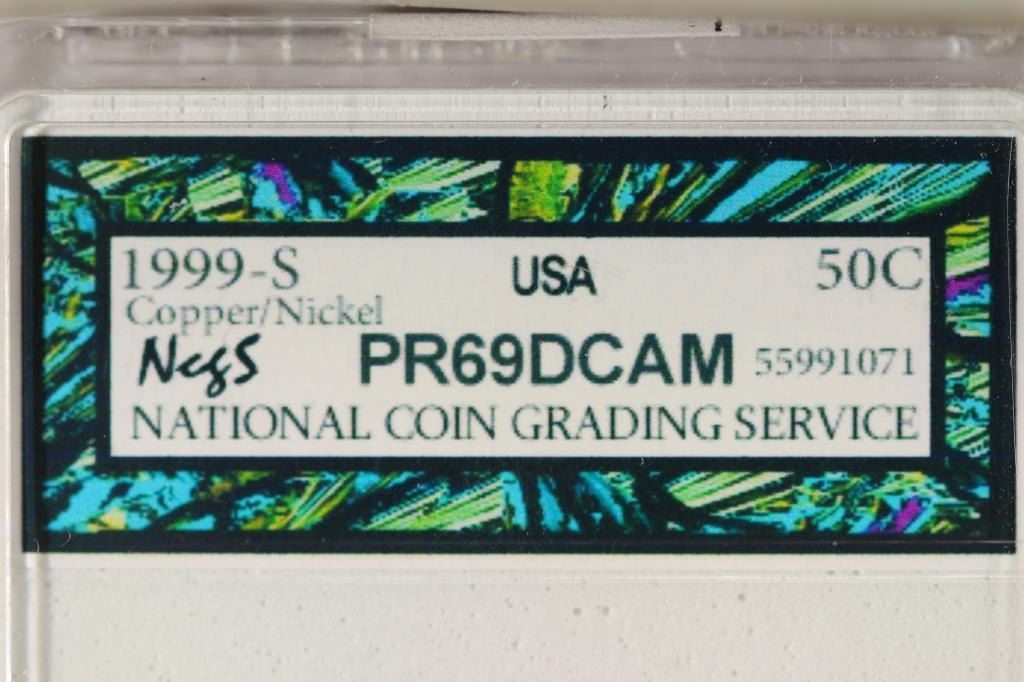 1999-S USA 50C
Copper/Nickel
NcgS PR69DCAM 55991071
NATIONAL COIN GRADING SERVICE